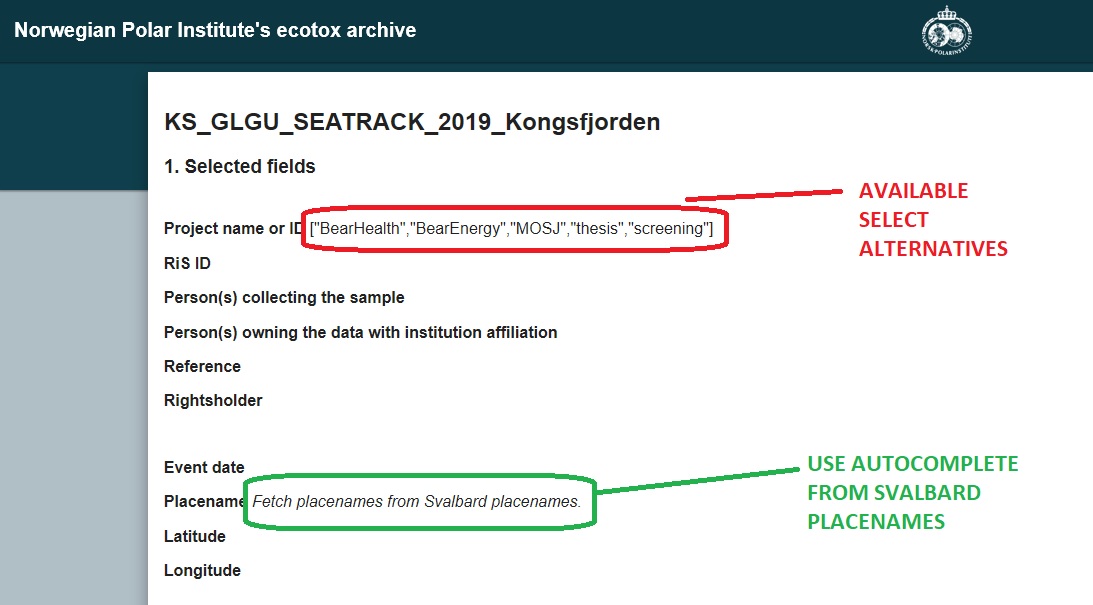 Norwegian Polar Institute's ecotox archive
NORSK POLARINSTITUTT
KS_GLGU_SEATRACK_2019_Kongsfjorden
1. Selected fields
Project name or ID ["BearHealth","BearEnergy","MOSJ","thesis","screening"]
AVAILABLE
SELECT
ALTERNATIVES
RiS ID
Person(s) collecting the sample
Person(s) owning the data with institution affiliation
Reference
Rightsholder
Event date
Placename Fetch placenames from Svalbard placenames.
USE AUTOCOMPLETE
FROM SVALBARD
PLACENAMES
Latitude
Longitude